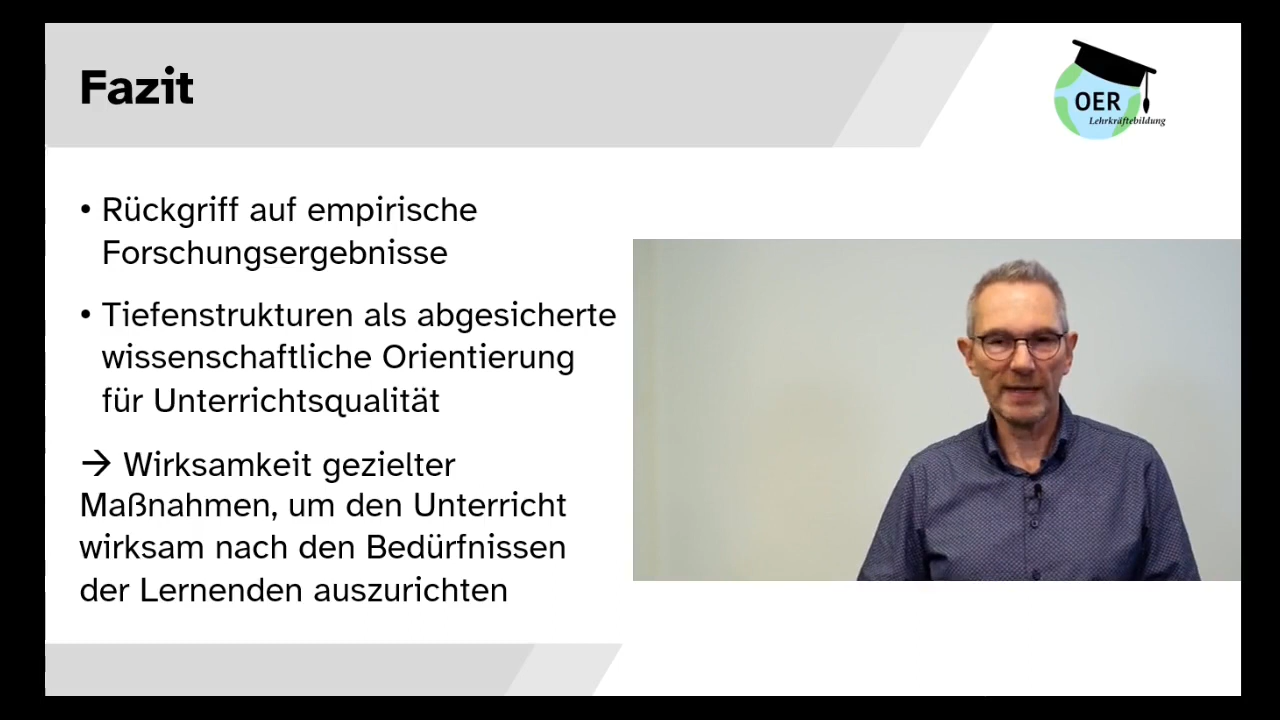 Fazit
OER
Lehrkräftebildung
• Rückgriff auf empirische
Forschungsergebnisse
• Tiefenstrukturen als abgesicherte
wissenschaftliche Orientierung
für Unterrichtsqualität
→ Wirksamkeit gezielter
Maßnahmen, um den Unterricht
wirksam nach den Bedürfnissen
der Lernenden auszurichten